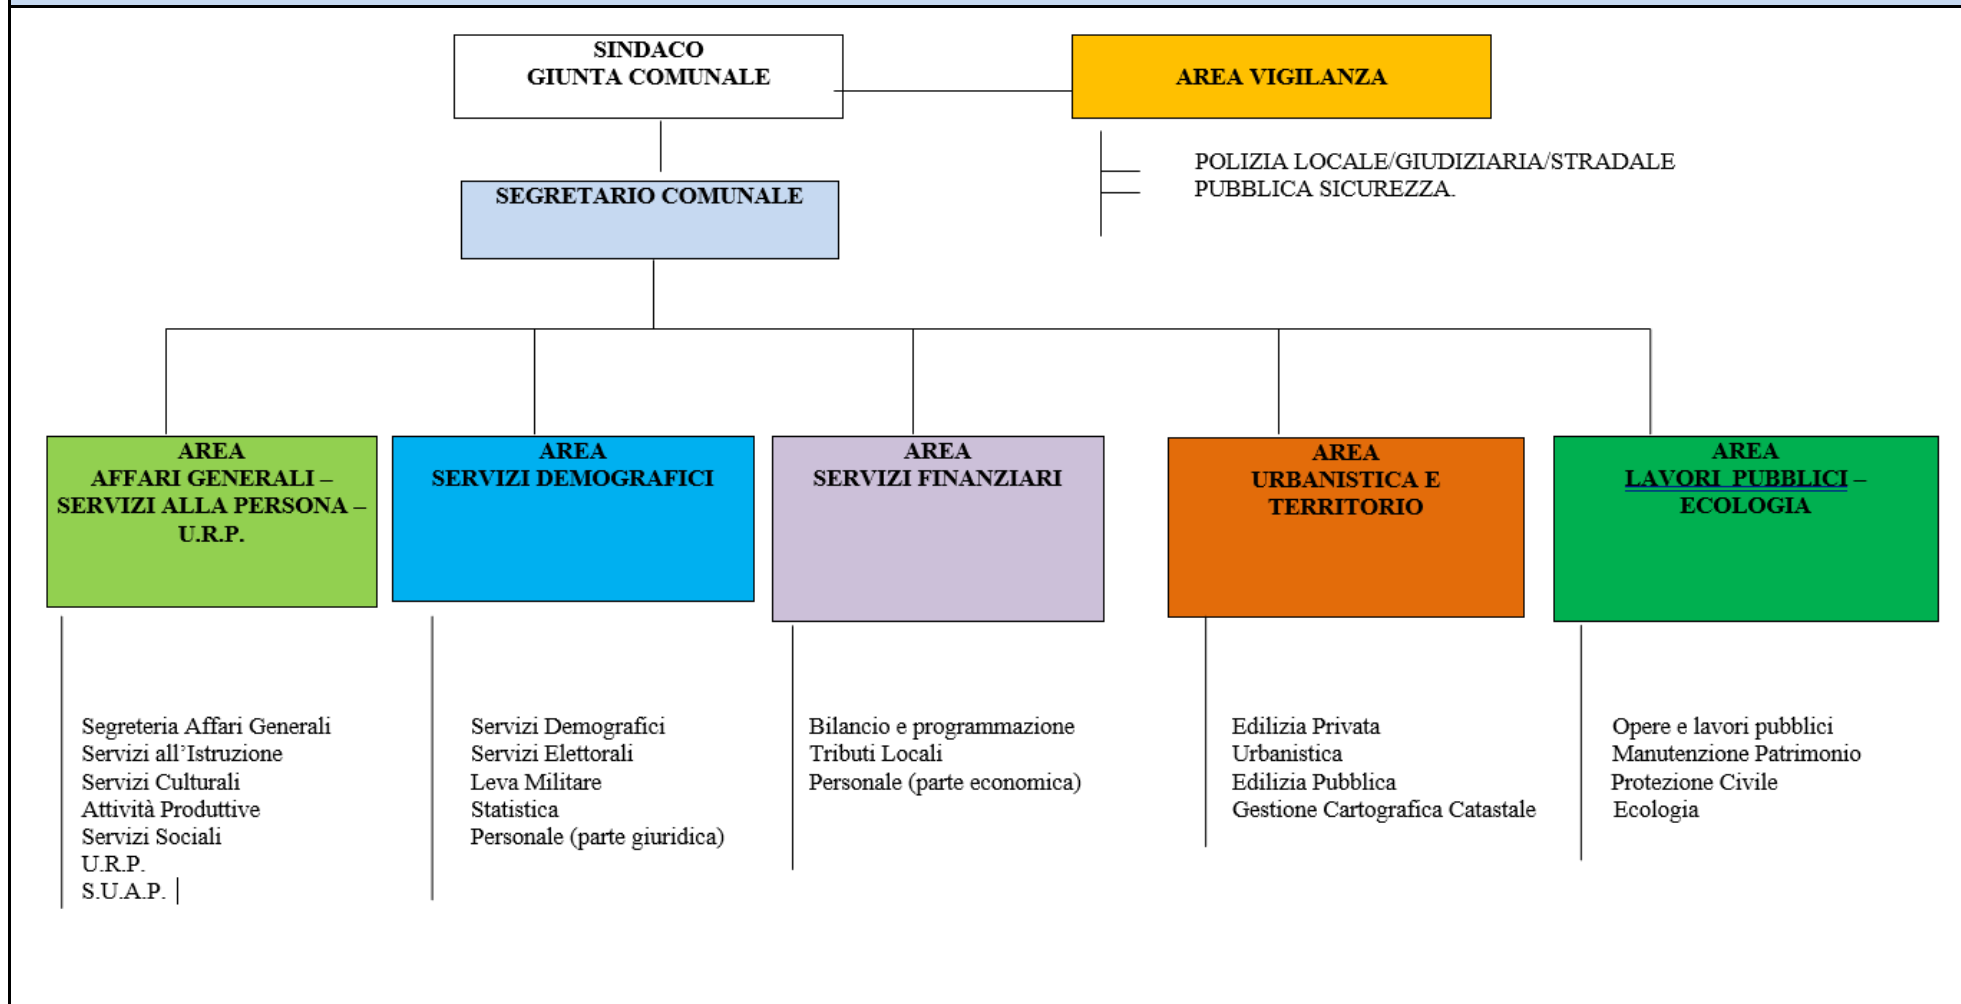 SINDACO
GIUNTA COMUNALE
AREA VIGILANZA
POLIZIA LOCALE/GIUDIZIARIA/STRADALE
PUBBLICA SICUREZZA.
SEGRETARIO COMUNALE
AREA
AFFARI GENERALI –
SERVIZI ALLA PERSONA –
U.R.P.
AREA
SERVIZI DEMOGRAFICI
AREA
SERVIZI FINANZIARI
AREA
URBANISTICA E
TERRITORIO
AREA
LAVORI PUBBLICI –
ECOLOGIA
Segreteria Affari Generali
Servizi all’Istruzione
Servizi Culturali
Attività Produttive
Servizi Sociali
U.R.P.
S.U.A.P.
Servizi Demografici
Servizi Elettorali
Leva Militare
Statistica
Personale (parte giuridica)
Bilancio e programmazione
Tributi Locali
Personale (parte economica)
Edilizia Privata
Urbanistica
Edilizia Pubblica
Gestione Cartografica Catastale
Opere e lavori pubblici
Manutenzione Patrimonio
Protezione Civile
Ecologia